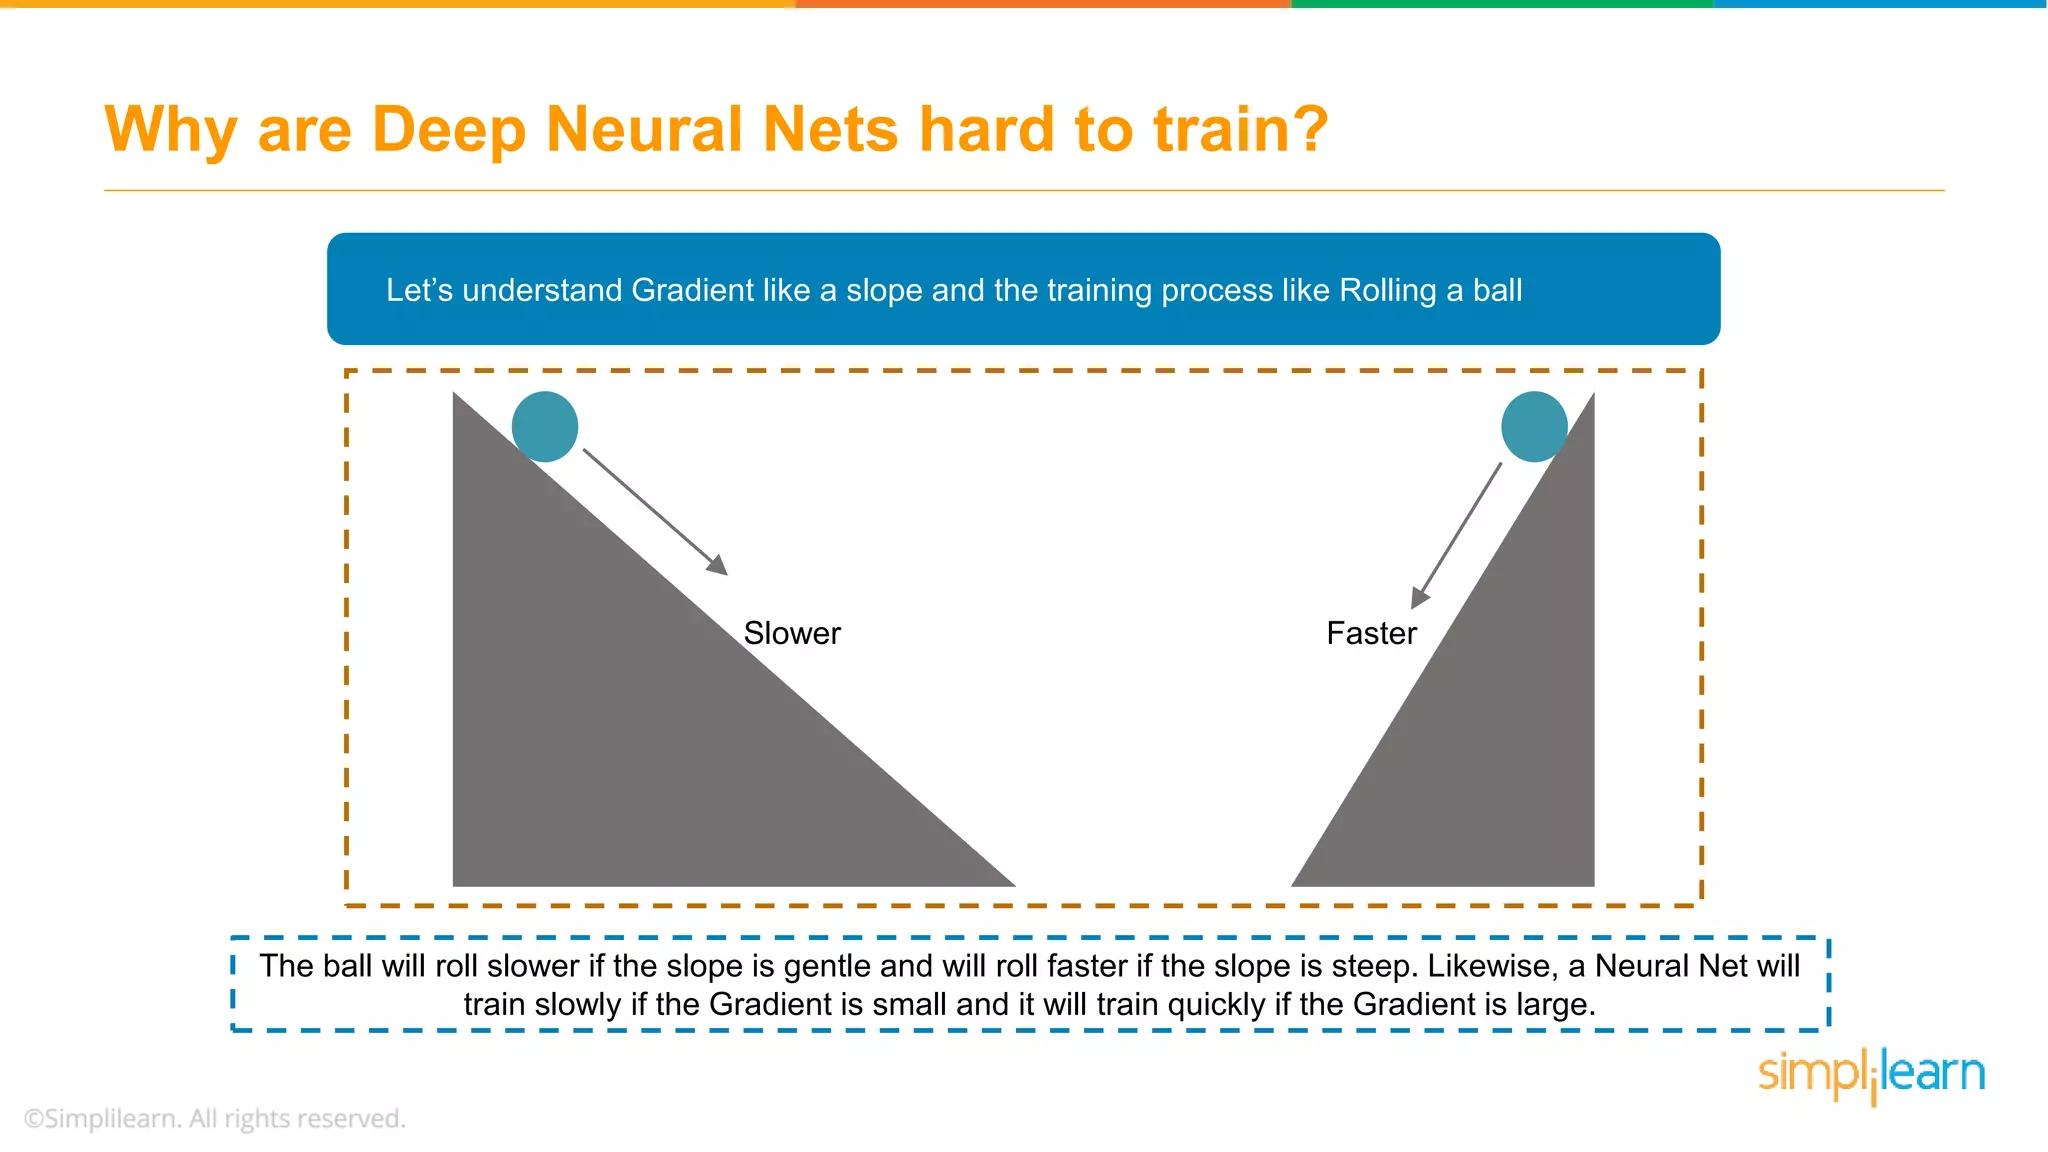 Why are Deep Neural Nets hard to train?
Let’s understand Gradient like a slope and the training process like Rolling a ball
Slower
Faster
The ball will roll slower if the slope is gentle and will roll faster if the slope is steep. Likewise, a Neural Net will
train slowly if the Gradient is small and it will train quickly if the Gradient is large.
simplilearn
©Simplilearn. All rights reserved.